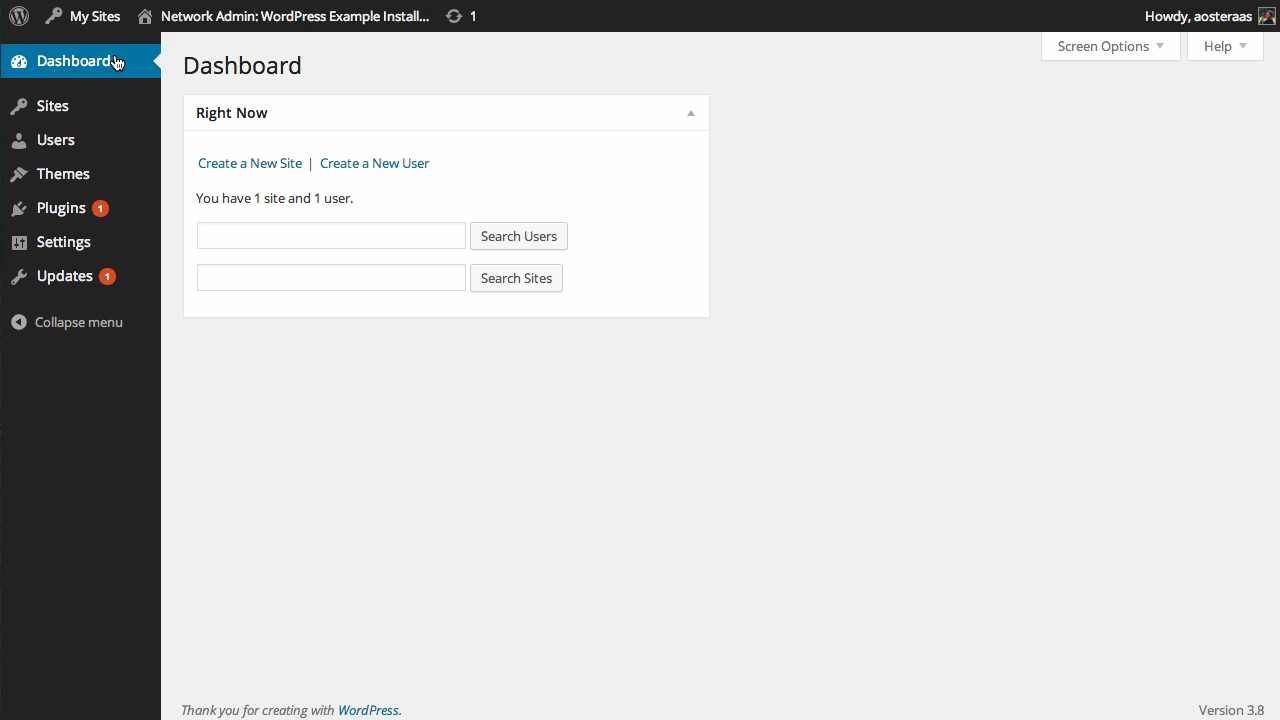 My Sites Network Admin: WordPress Example Install... 1 Howdy, aosteraas
Screen Options Help
Dashboard
Sites
Users
Themes
Plugins 1
Settings
Updates 1
Collapse menu
Dashboard
Right Now
Create a New Site | Create a New User
You have 1 site and 1 user.
Search Users
Search Sites
Thank you for creating with WordPress.
Version 3.8